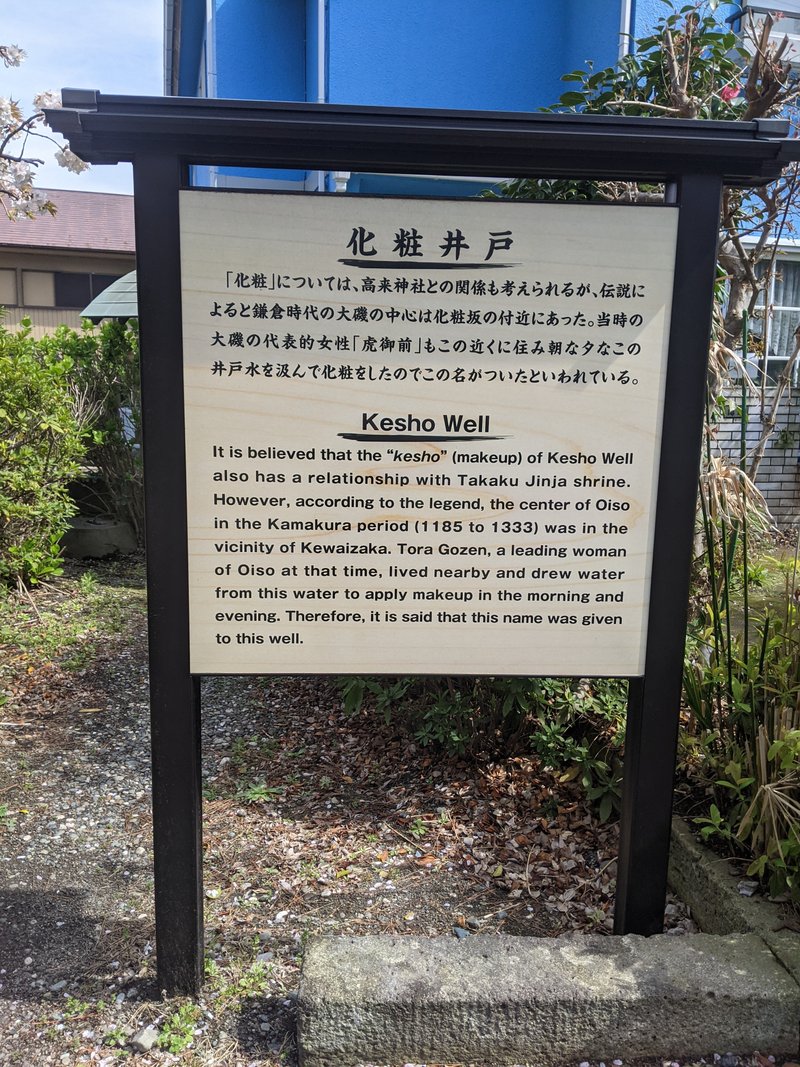 化粧井戸
「化粧」については、高来神社との関係も考えられるが、伝説に
よると鎌倉時代の大磯の中心は化粧坂の付近にあった。当時の
大磯の代表的女性「虎御前」もこの近くに住み朝な夕なこの
井戸水を汲んで化粧をしたのでこの名がついたといわれている。
Kesho Well
It is believed that the “kesho” (makeup) of Kesho Well
also has a relationship with Takaku Jinja shrine.
However, according to the legend, the center of Oiso
in the Kamakura period (1185 to 1333) was in the
vicinity of Kewaizaka. Tora Gozen, a leading woman
of Oiso at that time, lived nearby and drew water
from this water to apply makeup in the morning and
evening. Therefore, it is said that this name was given
to this well.